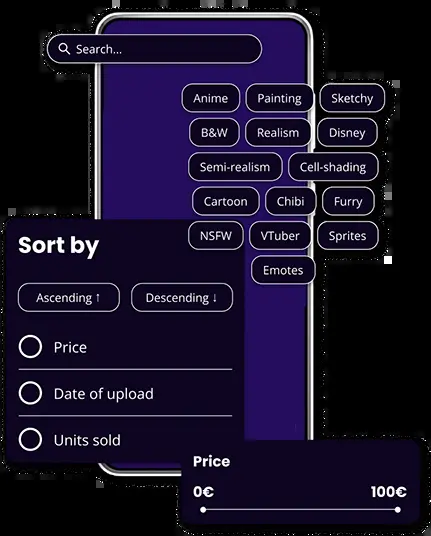 Search...
Anime Painting Sketchy
B&W Realism Disney
Semi-realism Cell-shading
Cartoon Chibi Furry
NSFW VTuber Sprites
Emotes
Sort by
Ascending ↑ Descending ↓
Price
Date of upload
Units sold
Price
0€ 100€